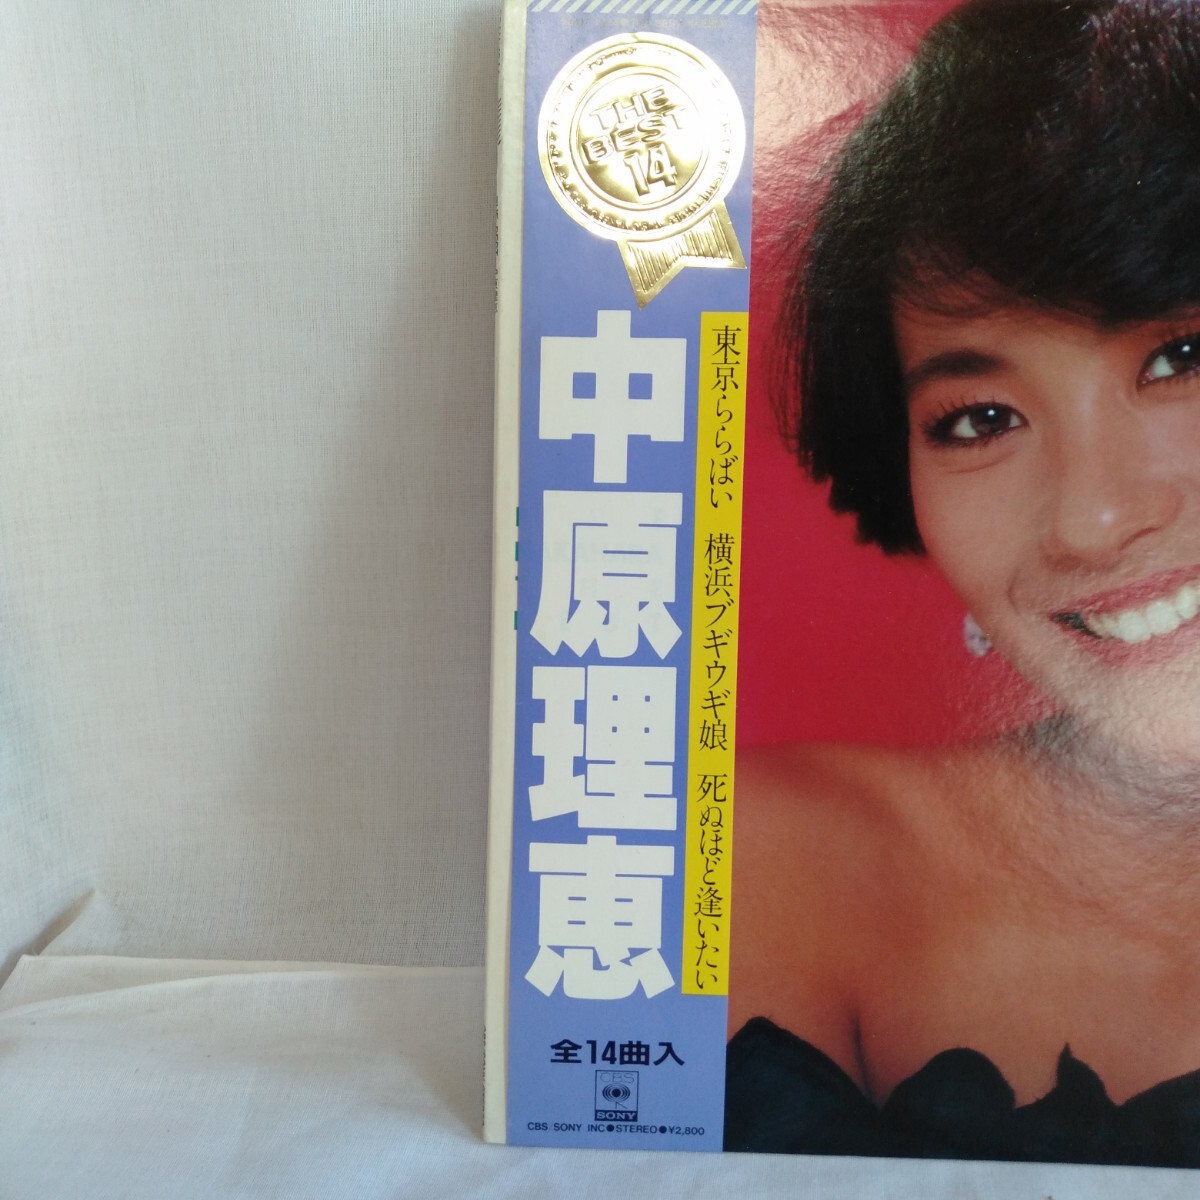 THE
BEST
14
中原理恵
東京ららばい 横浜ブギウギ娘 死ぬほど逢いたい
全14曲入
CBS
SONY
CBS/SONY INC●STEREO●¥2,800